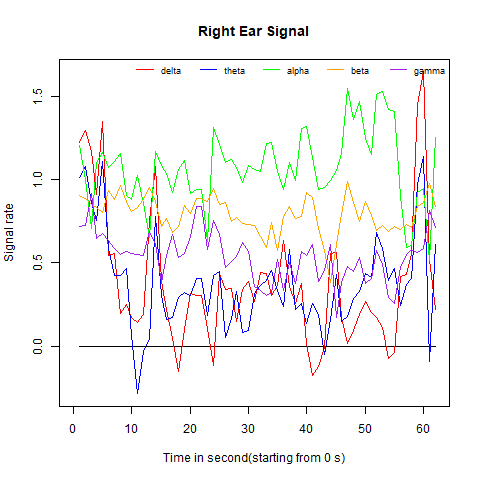 Right Ear Signal
delta theta alpha beta gamma
Signal rate
1.5
1.0
0.5
0.0
0 10 20 30 40 50 60
Time in second(starting from 0 s)